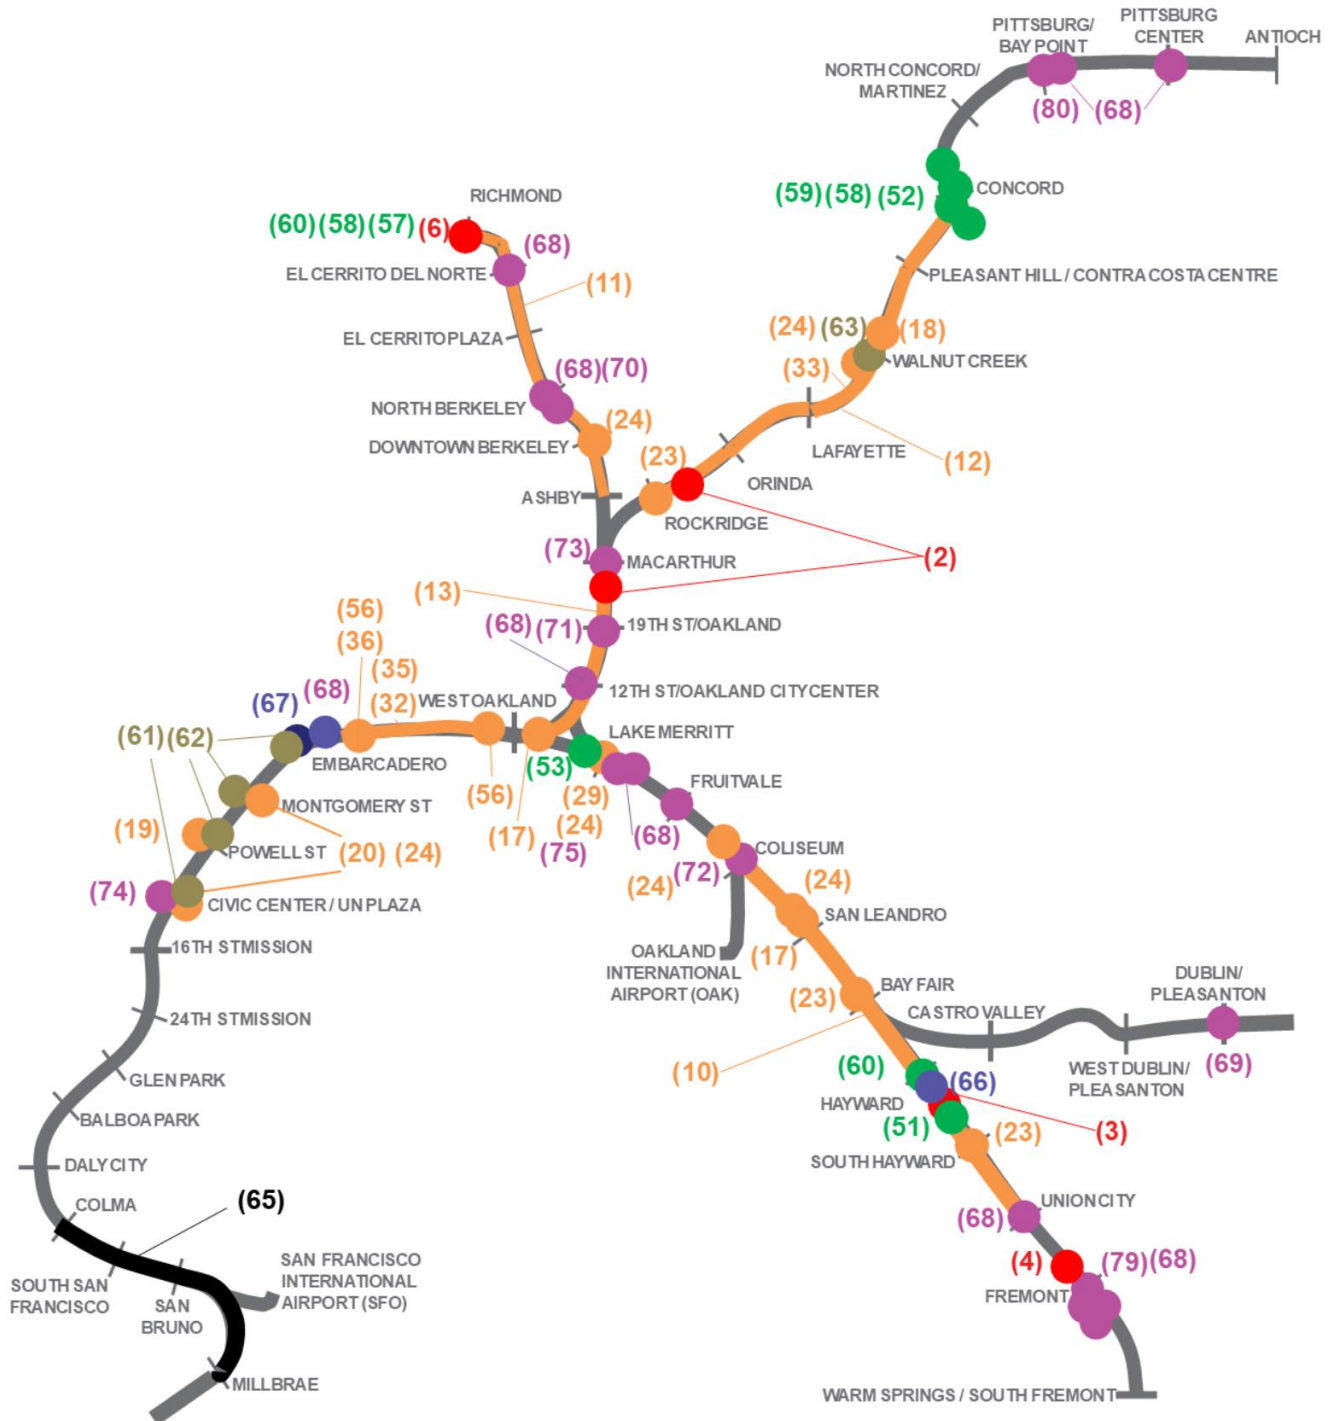 PITTSBURG/
BAY POINT
PITTSBURG
CENTER
ANTIOCH
NORTH CONCORD/
MARTINEZ
(80)
(68)
RICHMOND
(59) (58) (52)
CONCORD
(60) (58) (57) (6)
(68)
EL CERRITO DEL NORTE
(11)
PLEASANT HILL / CONTRA COSTA CENTRE
EL CERRITO PLAZA
(24) (63)
(18)
WALNUT CREEK
(68) (70)
(33)
NORTH BERKELEY
(24)
DOWNTOWN BERKELEY
LAFAYETTE
(23)
(12)
ORINDA
ASHBY
ROCKRIDGE
(73)
MACARTHUR
(2)
(13)
(56)
(36)
(68) (71)
19TH ST/OAKLAND
(35)
(32)
12TH ST/OAKLAND CITY CENTER
(67)
(68)
WEST OAKLAND
LAKE MERRITT
(61) (62)
EMBARCADERO
(53)
FRUITVALE
MONTGOMERY ST
(56)
(29)
(24)
(75)
(17)
(68)
(19)
POWELL ST
(20) (24)
COLISEUM
(24) (72)
(24)
(74)
CIVIC CENTER / UN PLAZA
SAN LEANDRO
16TH ST MISSION
OAKLAND
INTERNATIONAL
AIRPORT (OAK)
(17)
(23)
BAY FAIR
DUBLIN/
PLEASANTON
24TH ST MISSION
CASTRO VALLEY
(10)
(60)
(66)
WEST DUBLIN/
PLEASANTON
(69)
GLEN PARK
HAYWARD
(51)
(3)
(23)
BALBOA PARK
SOUTH HAYWARD
DALY CITY
COLMA
(65)
UNION CITY
(68)
SOUTH SAN
FRANCISCO
SAN
BRUNO
SAN FRANCISCO
INTERNATIONAL
AIRPORT (SFO)
(4)
(79) (68)
FREMONT
MILLBRAE
WARM SPRINGS / SOUTH FREMONT